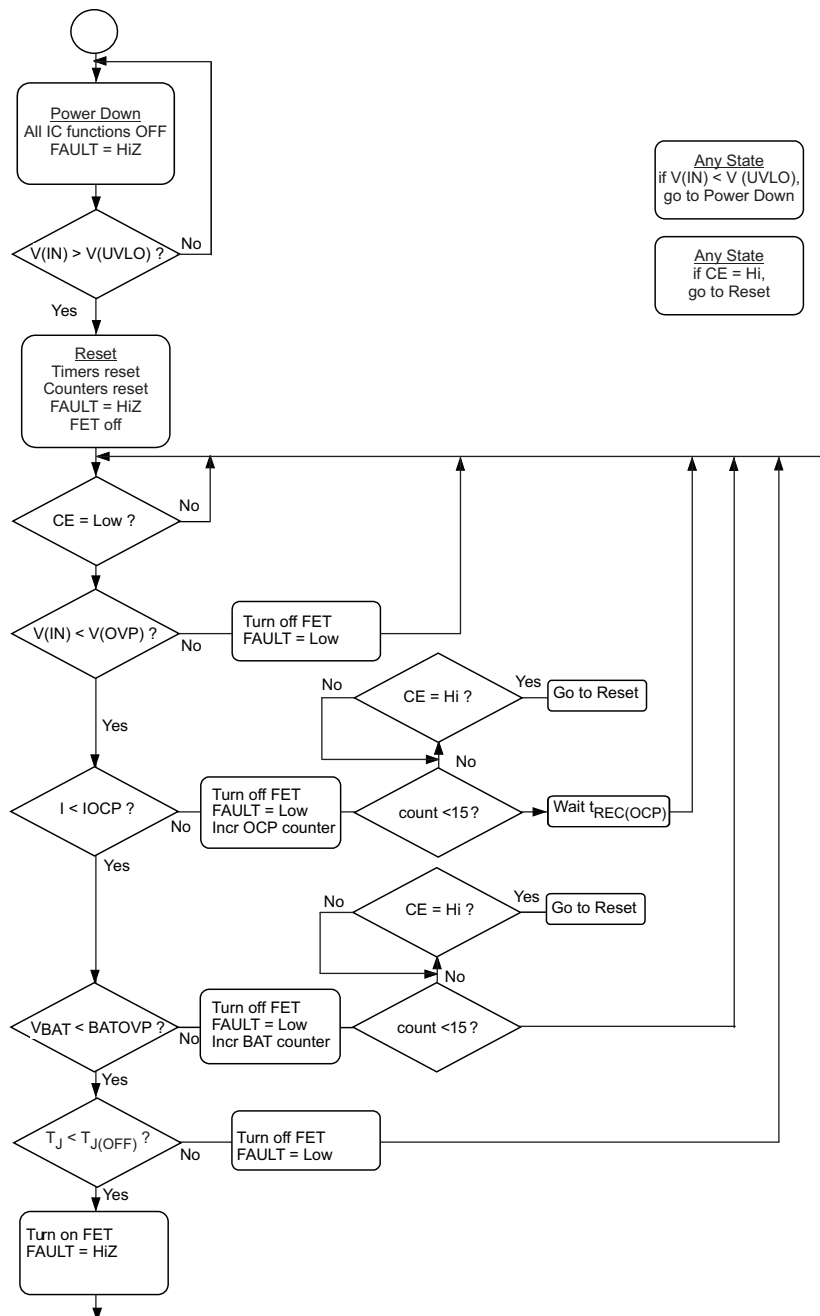 Power Down
All IC functions OFF
FAULT = HiZ
Any State
if V(IN) < V (UVLO),
go to Power Down
V(IN) > V(UVLO) ?
No
Any State
if CE = Hi,
go to Reset
Yes
Reset
Timers reset
Counters reset
FAULT = HiZ
FET off
No
CE = Low ?
V(IN) < V(OVP) ?
No
Turn off FET
FAULT = Low
No
CE = Hi ?
Yes
Go to Reset
Yes
No
I < IOCP ?
No
Turn off FET
FAULT = Low
Incr OCP counter
count <15?
Wait tREC(OCP)
Yes
No
CE = Hi ?
Yes
Go to Reset
No
VBAT < BATOVP ?
No
Turn off FET
FAULT = Low
Incr BAT counter
count <15?
Yes
TJ < TJ(OFF) ?
No
Turn off FET
FAULT = Low
Yes
Turn on FET
FAULT = HiZ